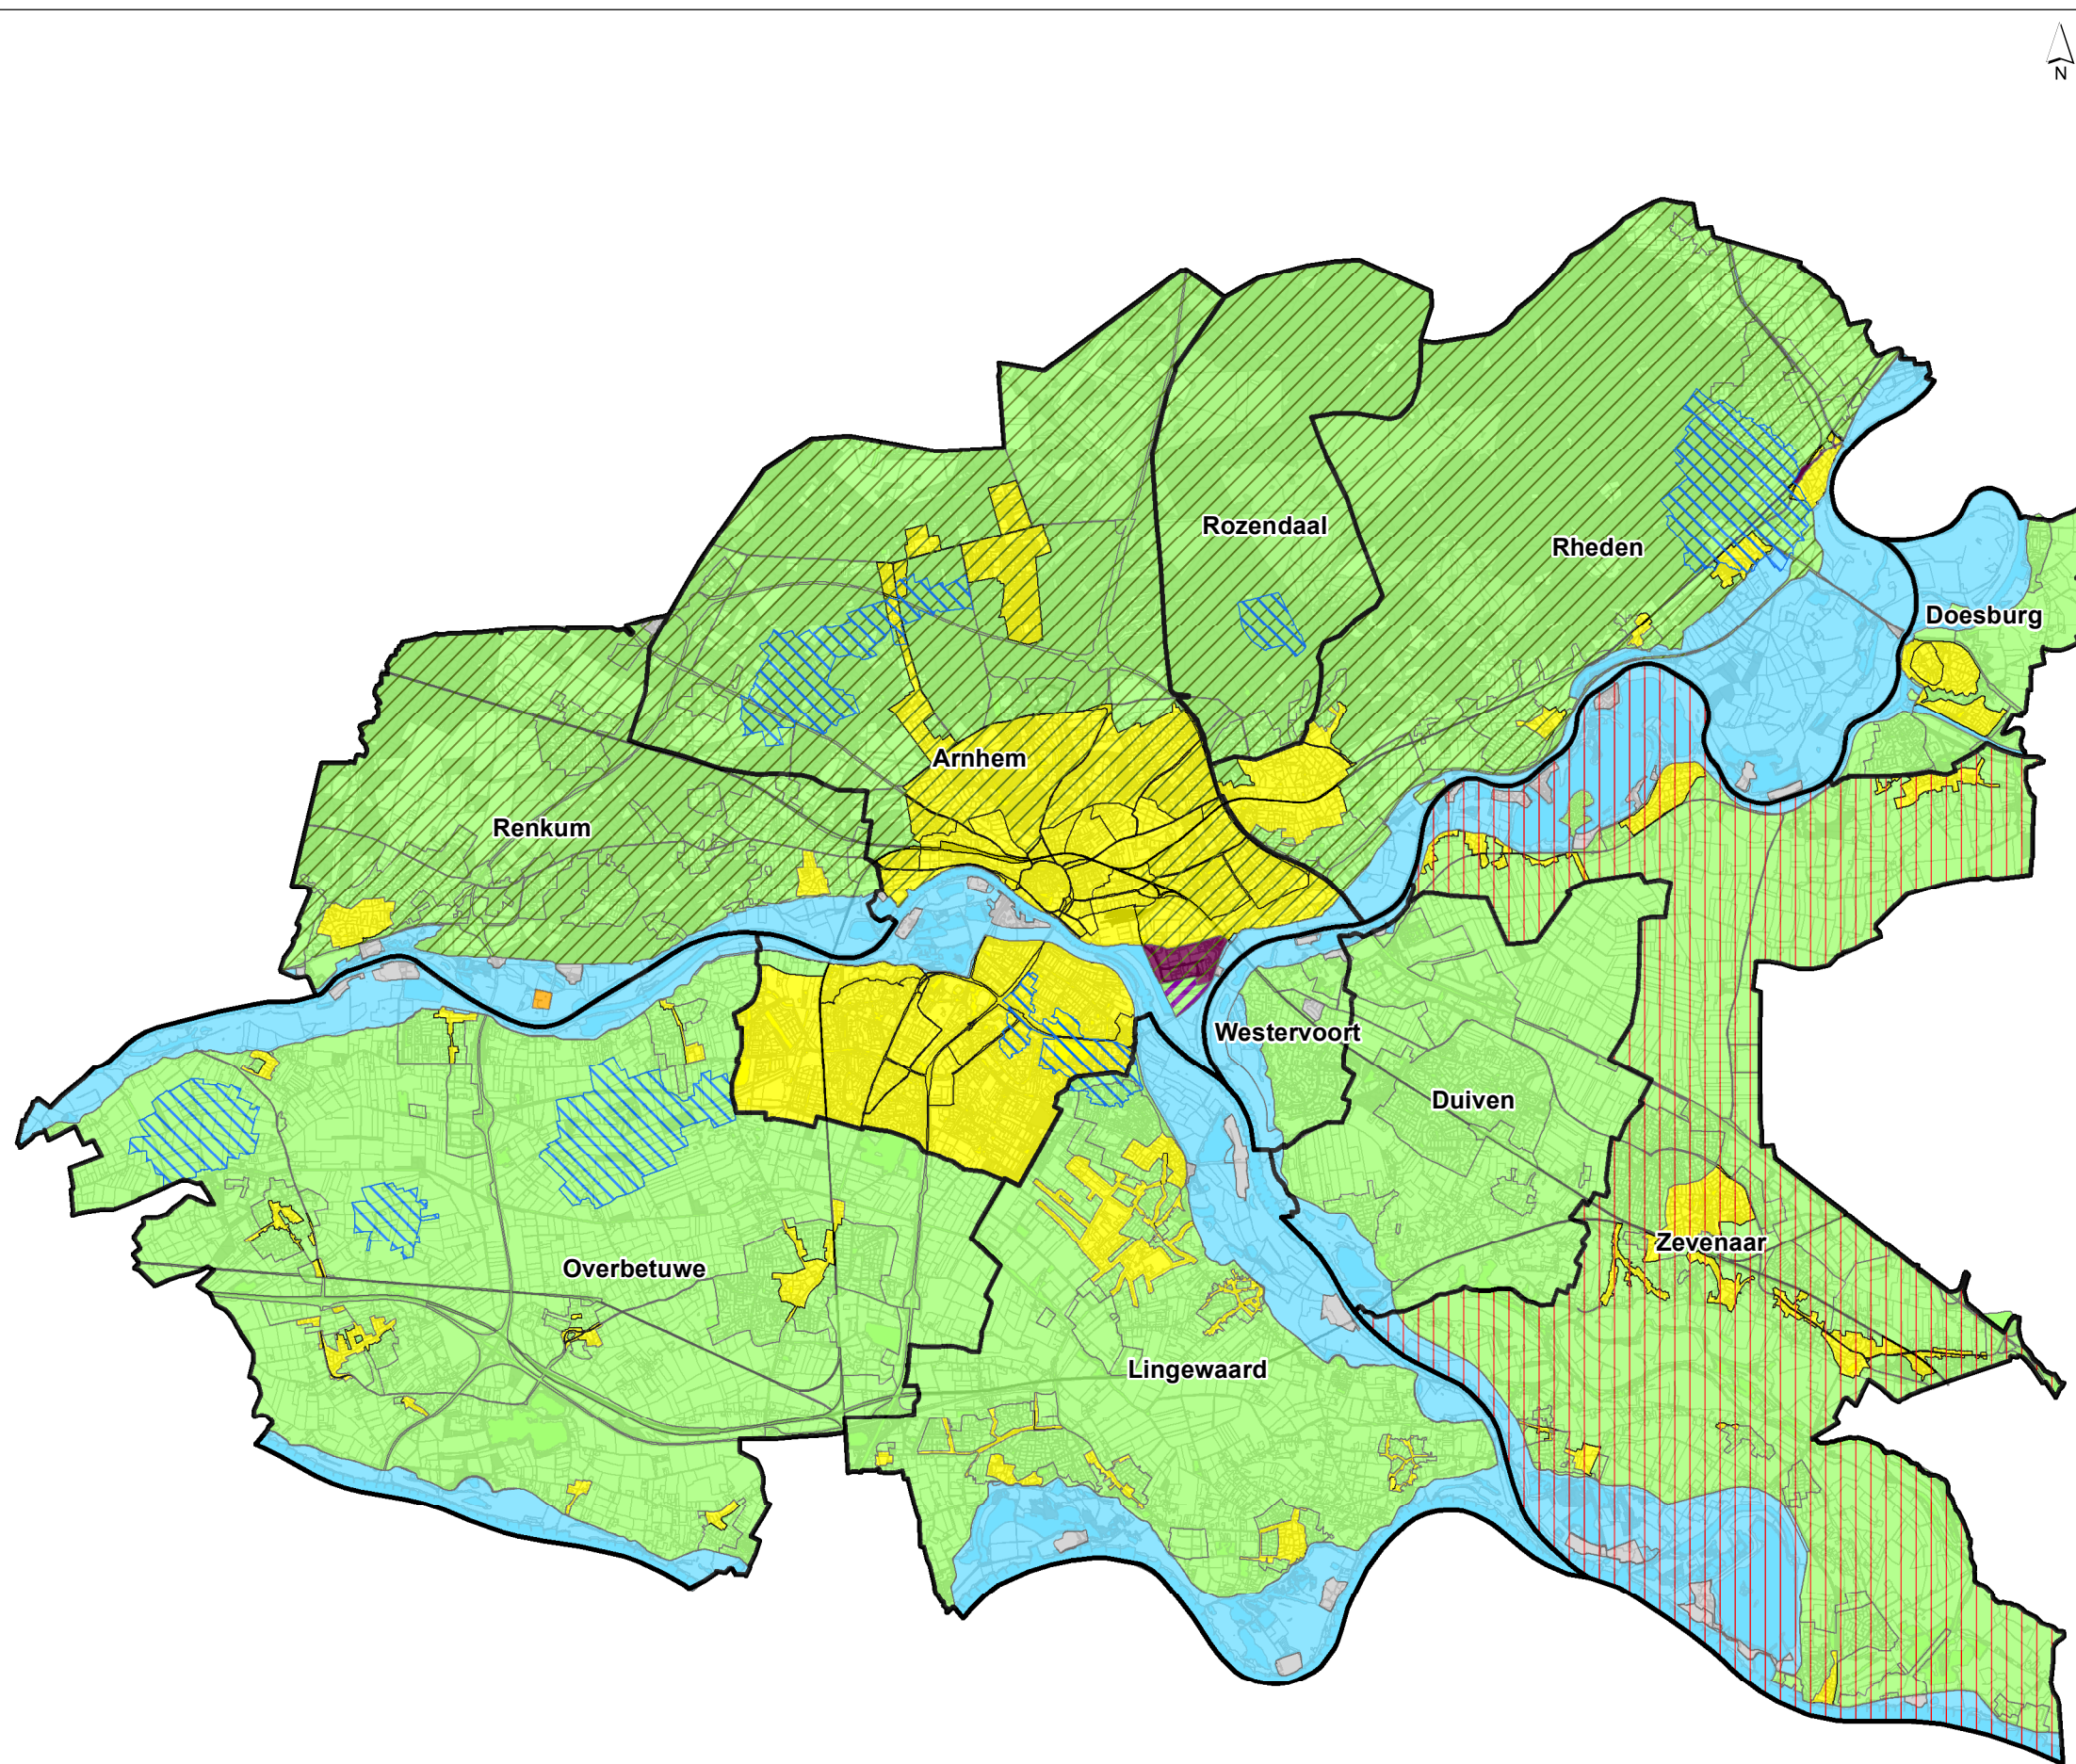 N
Rozendaal
Rheden
Doesburg
Arnhem
Renkum
Westervoort
Duiven
Zevenaar
Overbetuwe
Lingewaard